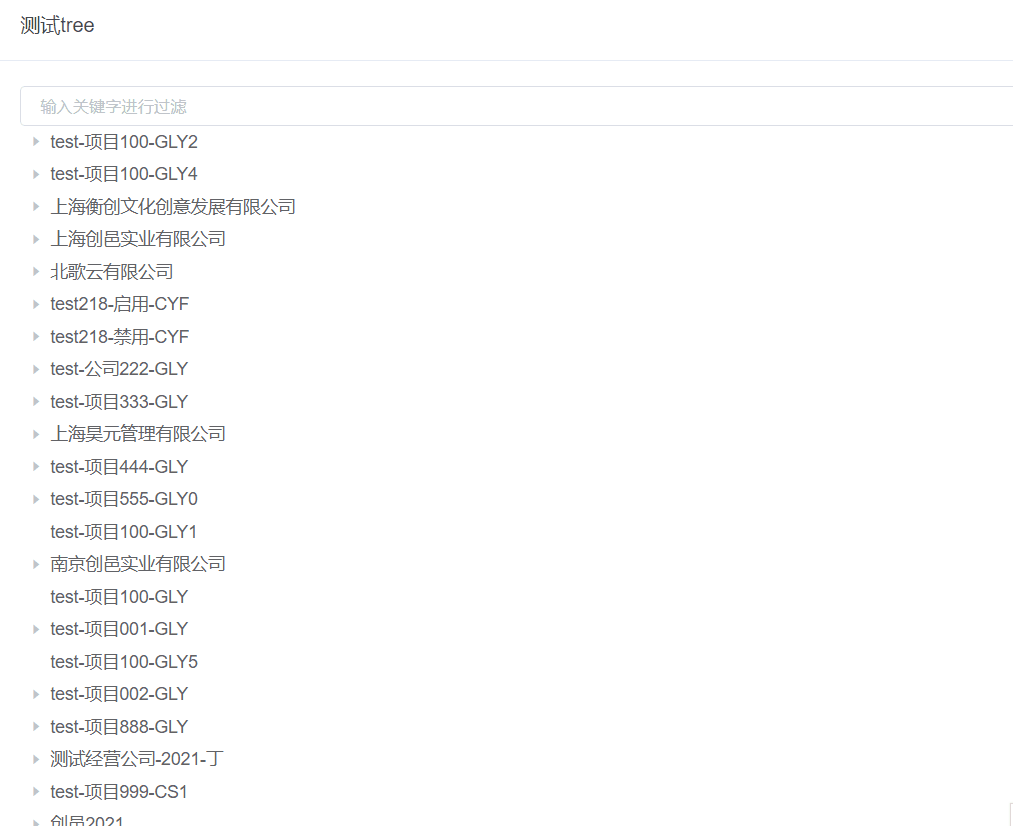 测试tree
输入关键字进行过滤
test-项目100-GLY2
test-项目100-GLY4
上海衡创文化创意发展有限公司
上海创邑实业有限公司
北歌云有限公司
test218-启用-CYF
test218-禁用-CYF
test-公司222-GLY
test-项目333-GLY
上海昊元管理有限公司
test-项目444-GLY
test-项目555-GLY0
test-项目100-GLY1
南京创邑实业有限公司
test-项目100-GLY
test-项目001-GLY
test-项目100-GLY5
test-项目002-GLY
test-项目888-GLY
测试经营公司-2021-丁
test-项目999-CS1
创邑2021